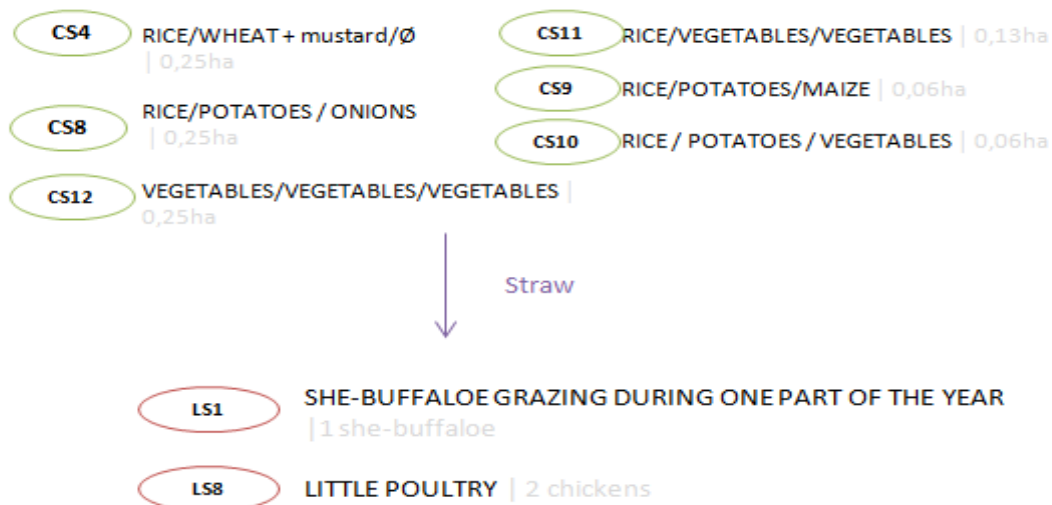 CS4 RICE/WHEAT + mustard/Ø
| 0,25ha
CS8 RICE/POTATOES / ONIONS
| 0,25ha
CS12 VEGETABLES/VEGETABLES/VEGETABLES |
0,25ha
CS11 RICE/VEGETABLES/VEGETABLES | 0,13ha
CS9 RICE/POTATOES/MAIZE | 0,06ha
CS10 RICE / POTATOES / VEGETABLES | 0,06ha
Straw
LS1 SHE-BUFFALOE GRAZING DURING ONE PART OF THE YEAR
| 1 she-buffaloe
LS8 LITTLE POULTRY | 2 chickens